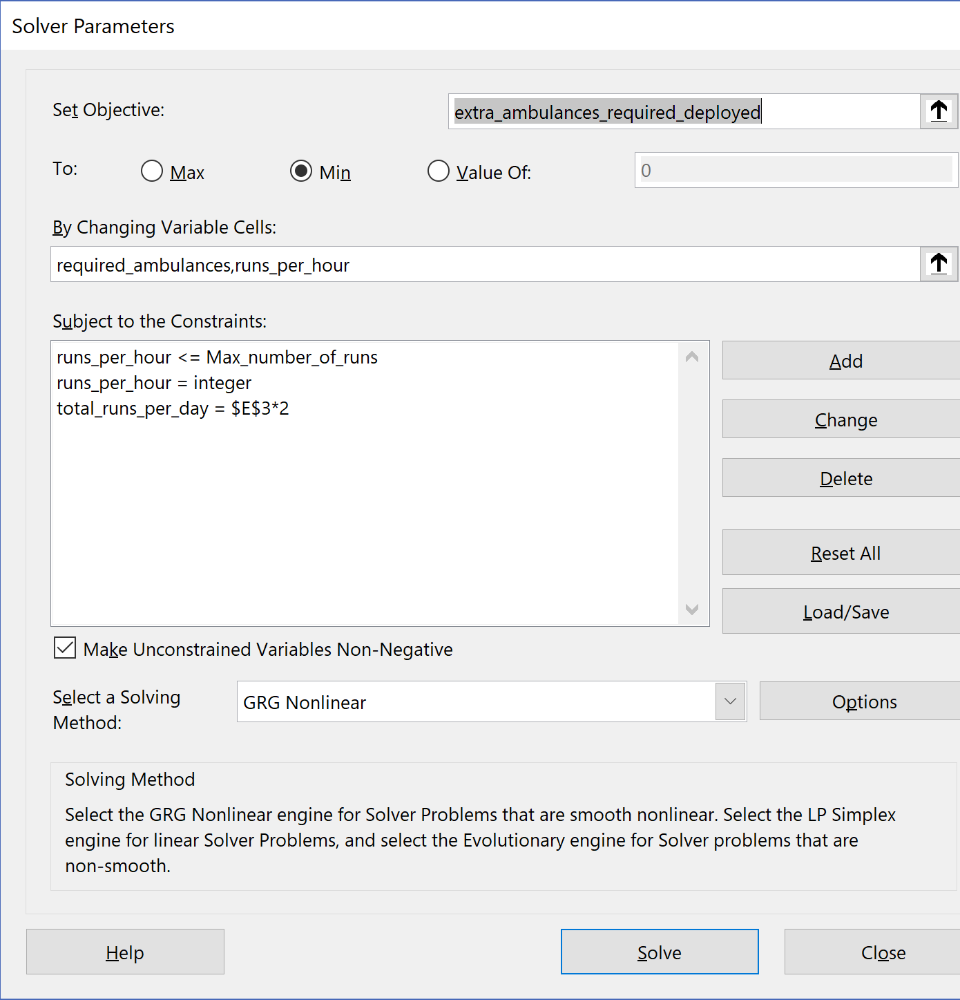 Solver Parameters
Set Objective:
extra_ambulances_required_deployed
To:
Max
Min
Value Of:
0
By Changing Variable Cells:
required_ambulances,runs_per_hour
Subject to the Constraints:
runs_per_hour <= Max_number_of_runs
runs_per_hour = integer
total_runs_per_day = $E$3*2
Add
Change
Delete
Reset All
Load/Save
Make Unconstrained Variables Non-Negative
Select a Solving
Method:
GRG Nonlinear
Options
Solving Method
Select the GRG Nonlinear engine for Solver Problems that are smooth nonlinear. Select the LP Simplex
engine for linear Solver Problems, and select the Evolutionary engine for Solver problems that are
non-smooth.
Help
Solve
Close